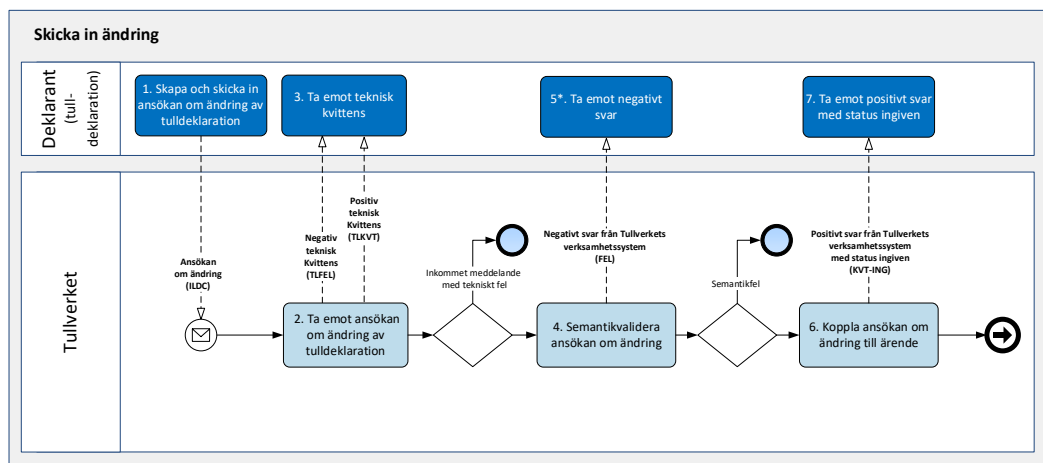 Skicka in ändring
Deklarant
(tull-
deklaration)
1. Skapa och skicka in
ansökan om ändring av
tulldeklaration
3. Ta emot teknisk
kvittens
5*. Ta emot negativt
svar
7. Ta emot positivt svar
med status ingiven
Tullverket
Ansökan
om ändring
(ILDC)
Negativ
teknisk
Kvittens
(TLFEL)
Positiv
teknisk
Kvittens
(TLKVT)
Inkommet meddelande
med tekniskt fel
Negativt svar från Tullverkets
verksamhetssystem
(FEL)
Semantikfel
Positivt svar från Tullverkets
verksamhetssystem
med status ingiven
(KVT-ING)
2. Ta emot ansökan
om ändring av
tulldeklaration
4. Semantikvalidera
ansökan om ändring
6. Koppla ansökan om
ändring till ärende